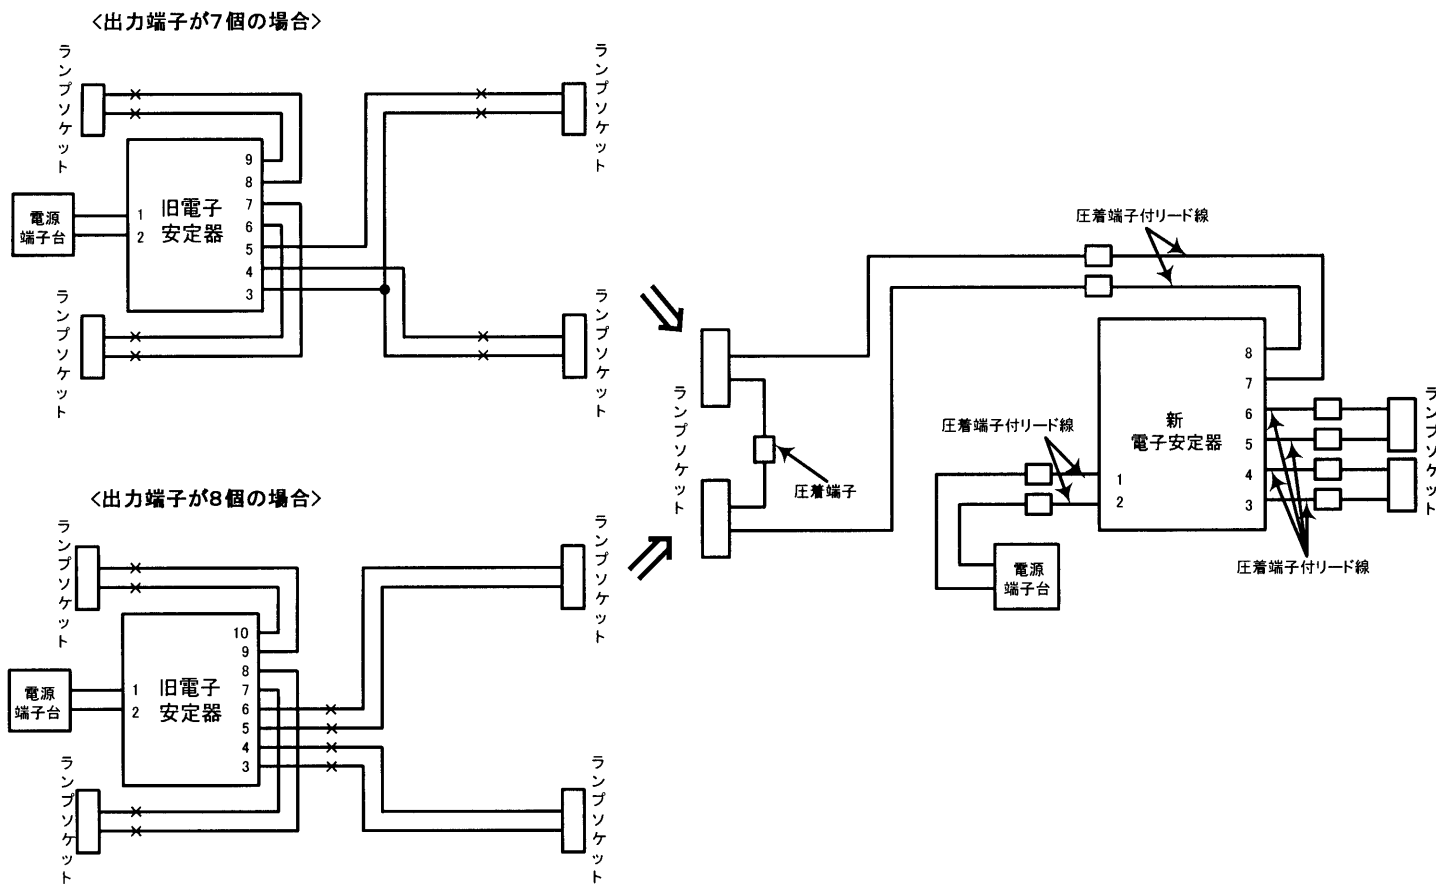 <出力端子が7個の場合>
ランプソケット
ランプソケット
9
8
7
6
5
4
3
1
2
旧電子
安定器
電源
端子台
ランプソケット
ランプソケット
<出力端子が8個の場合>
ランプソケット
ランプソケット
10
9
8
7
6
5
4
3
1
2
旧電子
安定器
電源
端子台
ランプソケット
ランプソケット
圧着端子付リード線
ランプソケット
圧着端子
圧着端子付リード線
8
7
6
5
4
3
1
2
新
電子安定器
ランプソケット
圧着端子付リード線
電源
端子台